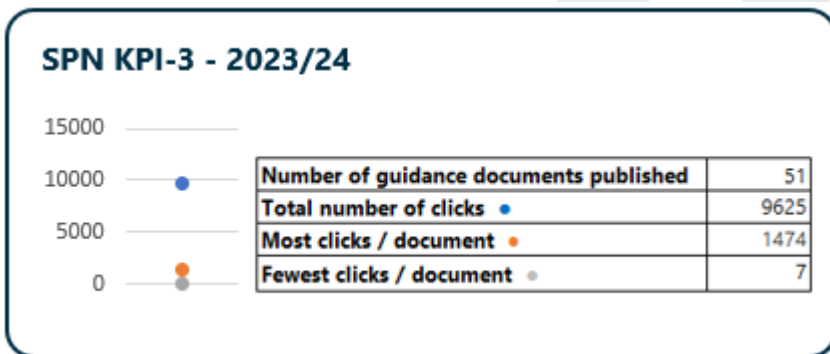 SPN KPI-3 - 2023/24
15000
10000
5000
0
Number of guidance documents published 51
Total number of clicks 9625
Most clicks / document 1474
Fewest clicks / document 7